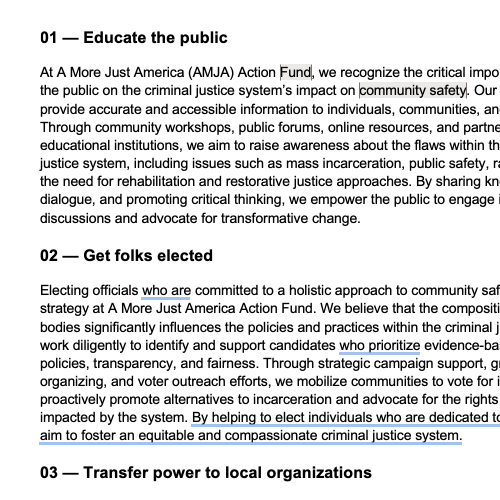 01 — Educate the public
At A More Just America (AMJA) Action Fund, we recognize the critical impo
the public on the criminal justice system's impact on community safety. Our
provide accurate and accessible information to individuals, communities, an
Through community workshops, public forums, online resources, and partne
educational institutions, we aim to raise awareness about the flaws within th
justice system, including issues such as mass incarceration, public safety, ra
the need for rehabilitation and restorative justice approaches. By sharing kn
dialogue, and promoting critical thinking, we empower the public to engage i
discussions and advocate for transformative change.
02 — Get folks elected
Electing officials who are committed to a holistic approach to community saf
strategy at A More Just America Action Fund. We believe that the compositi
bodies significantly influences the policies and practices within the criminal j
work diligently to identify and support candidates who prioritize evidence-ba
policies, transparency, and fairness. Through strategic campaign support, gr
organizing, and voter outreach efforts, we mobilize communities to vote for i
proactively promote alternatives to incarceration and advocate for the rights
impacted by the system. By helping to elect individuals who are dedicated to
aim to foster an equitable and compassionate criminal justice system.
03 — Transfer power to local organizations